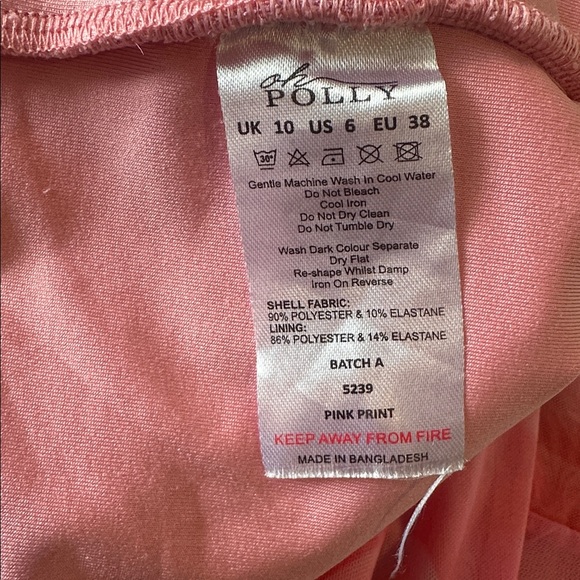 oh
POLLY
UK 10 US 6 EU 38
30°
Gentle Machine Wash In Cool Water
Do Not Bleach
Cool Iron
Do Not Dry Clean
Do Not Tumble Dry
Wash Dark Colour Separate
Dry Flat
Re-shape Whilst Damp
Iron On Reverse
SHELL FABRIC:
90% POLYESTER & 10% ELASTANE
LINING:
86% POLYESTER & 14% ELASTANE
BATCH A
5239
PINK PRINT
KEEP AWAY FROM FIRE
MADE IN BANGLADESH